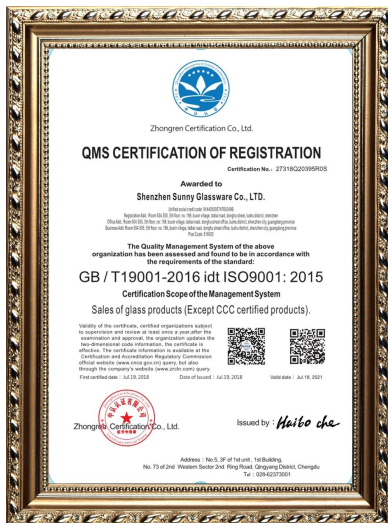 Zhongren Certification Co., Ltd.
QMS CERTIFICATION OF REGISTRATION
Certification No.: 27318Q20395R0S
Awarded to
Shenzhen Sunny Glassware Co., LTD.
The Quality Management System of the above
organization has been assessed and found to be in accordance with
the requirements of the standard:
GB / T19001-2016 idt ISO9001: 2015
Certification Scope of the Management System
Sales of glass products (Except CCC certified products).
Validity of the certificate, certified organizations subject
to supervision and review at least once a year,after the
examination and approval, the organization updates the
two-dimensional code information, the certificate is
effective. The certificate information is available at the
Certification and Accreditation Regulatory Commission
official website (www.cnca.gov.cn) query, but also
through the company's website (www.zrcln.com) query.
First certified date : Jul.19, 2018 Date of Issued : Jul.19, 2018 Valid date : Jul.18, 2021
Zhongren Certification Co., Ltd.
Issued by : Haibo che
Address : No.5, 3F of 1st unit , 1st Building,
No. 73 of 2nd Western Sector 2nd Ring Road, Qingyang District, Chengdu
Tel : 028-62373001